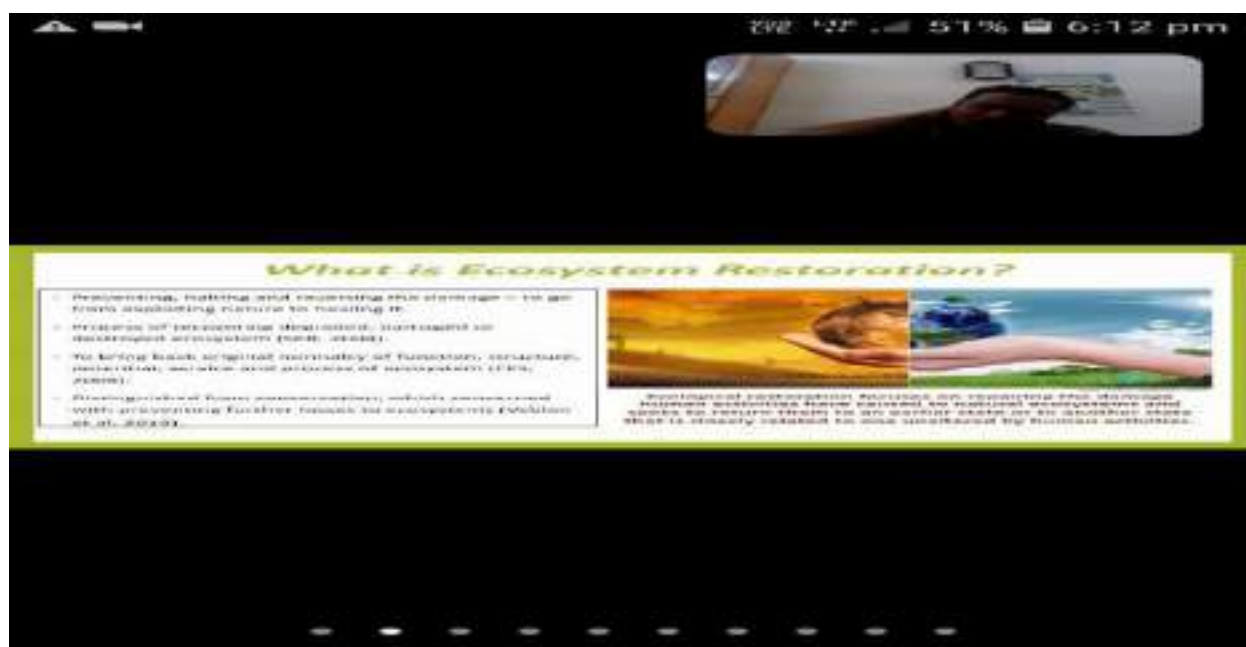 51% 6:12 pm
What is Ecosystem Restoration?
Preventing, halting and reversing the damage – to go
from exploiting nature to healing it.
Process of degraded, damaged or
destroyed ecosystem
To bring back original normalcy of function, structure,
potential, service and process of ecosystem
Distinguished from conservation, which concerned
with preventing further losses to ecosystems
et al. 
Ecological restoration focuses on repairing the damage
human activities have caused to natural ecosystems and
seeks to return them to an earlier state or to another state
that is closely related to one unaltered by human activities.